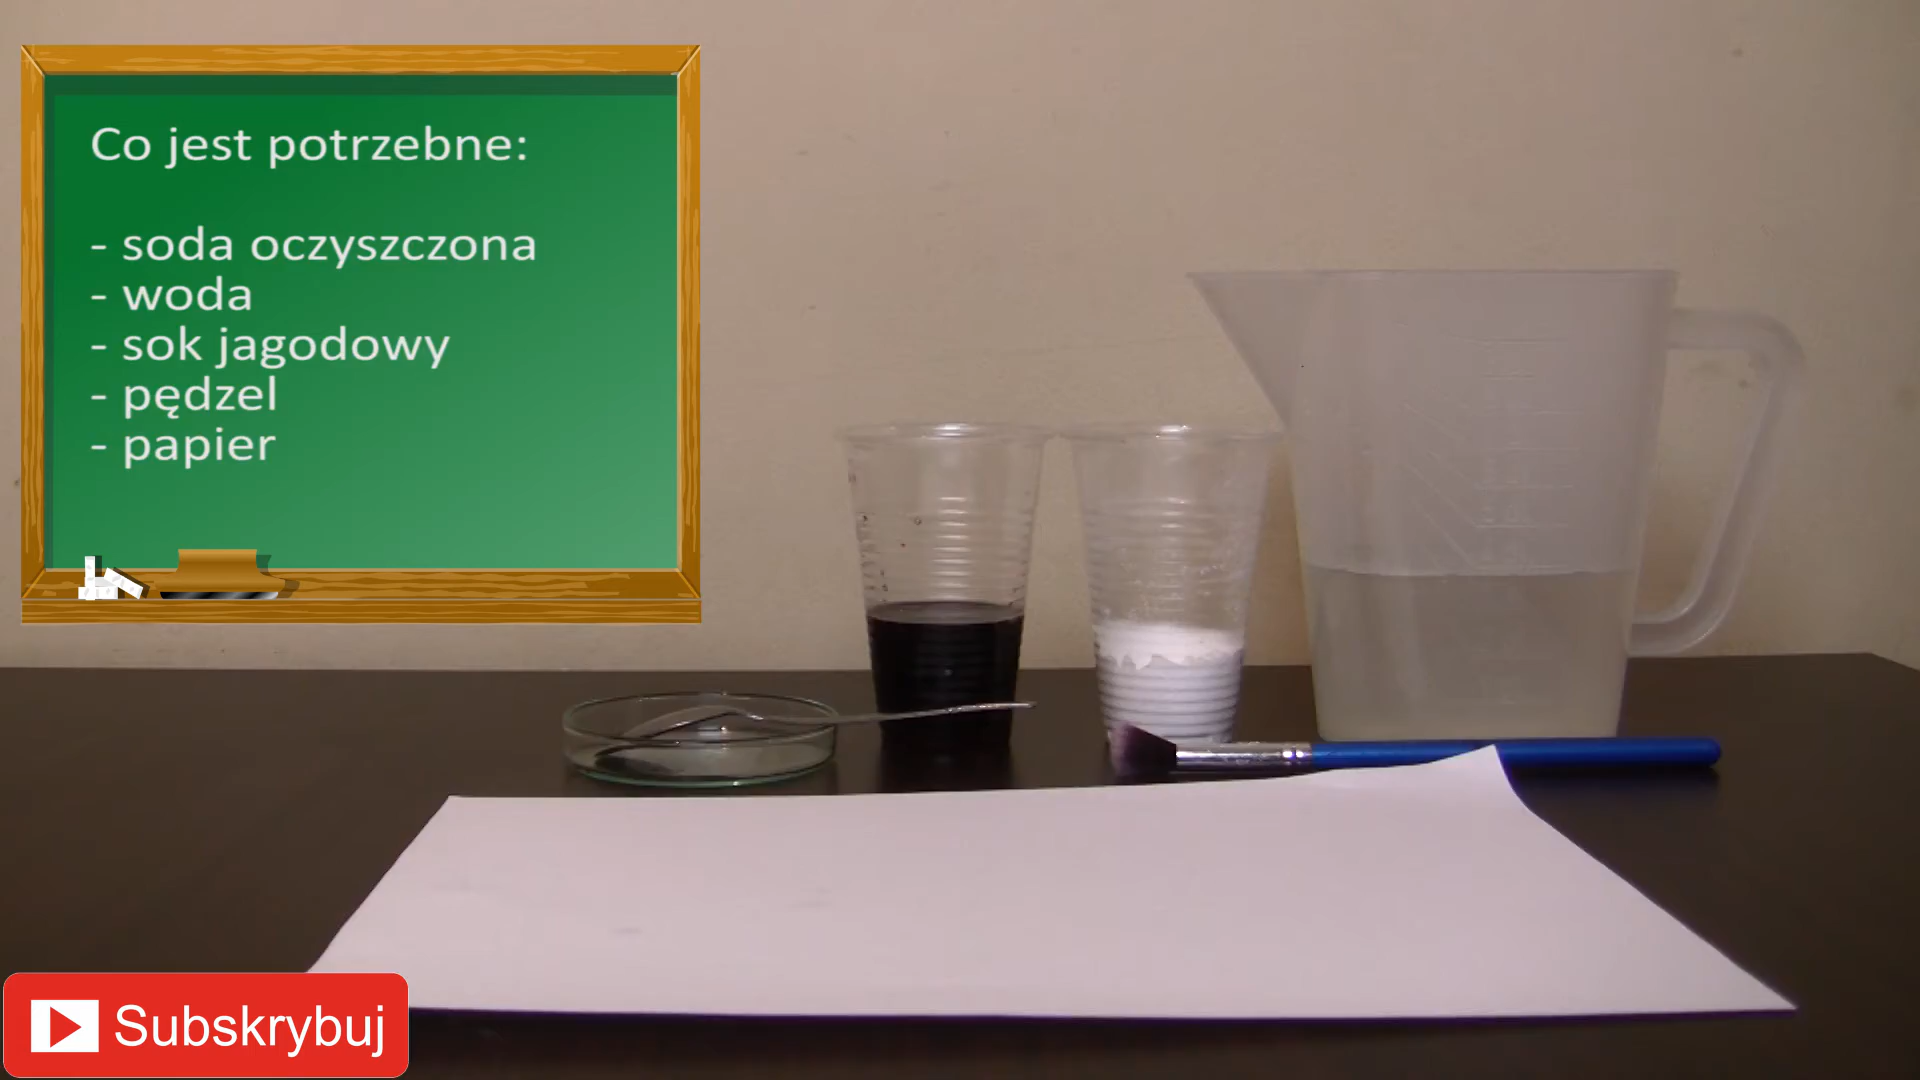 Co jest potrzebne:
- soda oczyszczona
- woda
- sok jagodowy
- pędzel
- papier
Subskrybuj